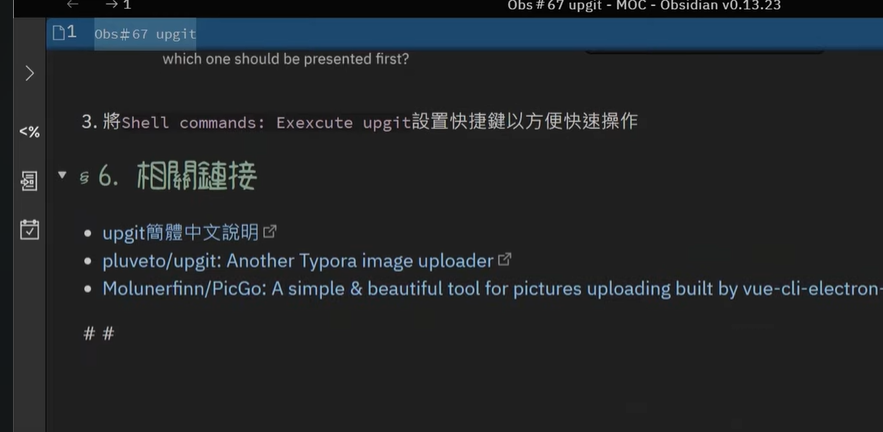 ← → 1 Obs # 67 upgit - MOC - Obsidian v0.13.23
1 Obs#67 upgit
which one should be presented first?
<%
3. 將Shell commands: Exexcute upgit設置快捷鍵以方便快速操作
§ 6. 相關鏈接
• upgit簡體中文說明
• pluveto/upgit: Another Typora image uploader
• Molunerfinn/PicGo: A simple & beautiful tool for pictures uploading built by vue-cli-electron-
# #